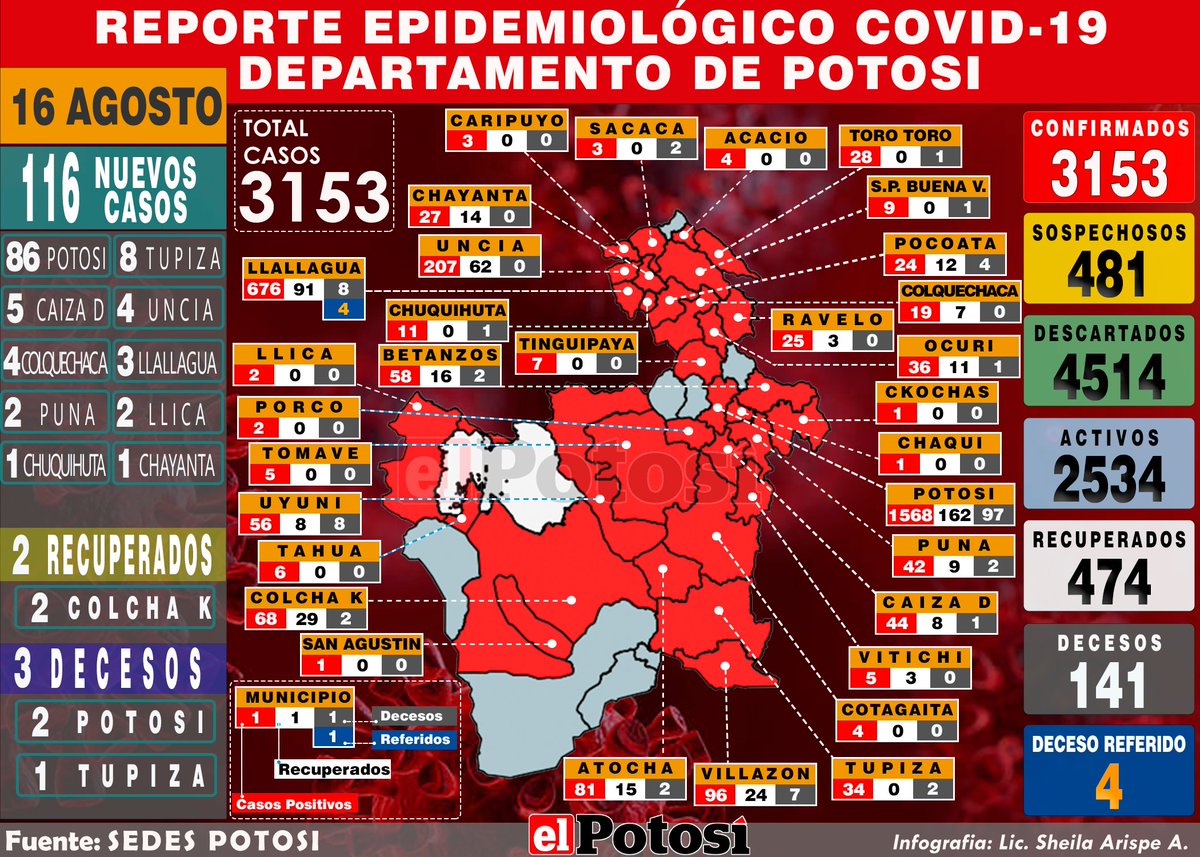 REPORTE EPIDEMIOLÓGICO COVID-19
DEPARTAMENTO DE POTOSI
16 AGOSTO
116 NUEVOS CASOS
86 POTOSI
8 TUPIZA
5 CAIZA D
4 UNCIA
4 COLQUECHACA
3 LLALLAGUA
2 PUNA
2 LLICA
1 CHUQUIHUTA
1 CHAYANTA
2 RECUPERADOS
2 COLCHA K
3 DECESOS
2 POTOSI
1 TUPIZA
TOTAL
CASOS
3153
CARIPUYO
3 0 0
SACACA
3 0 2
ACACIO
4 0 0
TORO TORO
28 0 1
CHAYANTA
27 14 0
S.P. BUENA V.
9 0 1
UNCIA
207 62 0
POCOATA
24 12 4
LLALLAGUA
676 91 8
4
COLQUECHACA
19 7 0
CHUQUIHUTA
11 0 1
RAVELO
25 3 0
TINGUIPAYA
7 0 0
OCURI
36 11 1
LLICA
2 0 0
BETANZOS
58 16 2
CKOCHAS
1 0 0
PORCO
2 0 0
CHAQUI
1 0 0
TOMAVE
5 0 0
POTOSI
1568 162 97
UYUNI
56 8 8
PUNA
42 9 2
TAHUA
6 0 0
COLCHA K
68 29 2
CAIZA D
44 8 1
SAN AGUSTIN
1 0 0
VITICHI
5 3 0
COTAGAITA
4 0 0
ATOCHA
81 15 2
VILLAZON
96 24 7
TUPIZA
34 0 2
MUNICIPIO
1 1 1
1
Decesos
Referidos
Recuperados
Casos Positivos
elPotosí
CONFIRMADOS
3153
SOSPECHOSOS
481
DESCARTADOS
4514
ACTIVOS
2534
RECUPERADOS
474
DECESOS
141
DECESO REFERIDO
4
Fuente: SEDES POTOSI
elPotosí
Infografia: Lic. Sheila Arispe A.